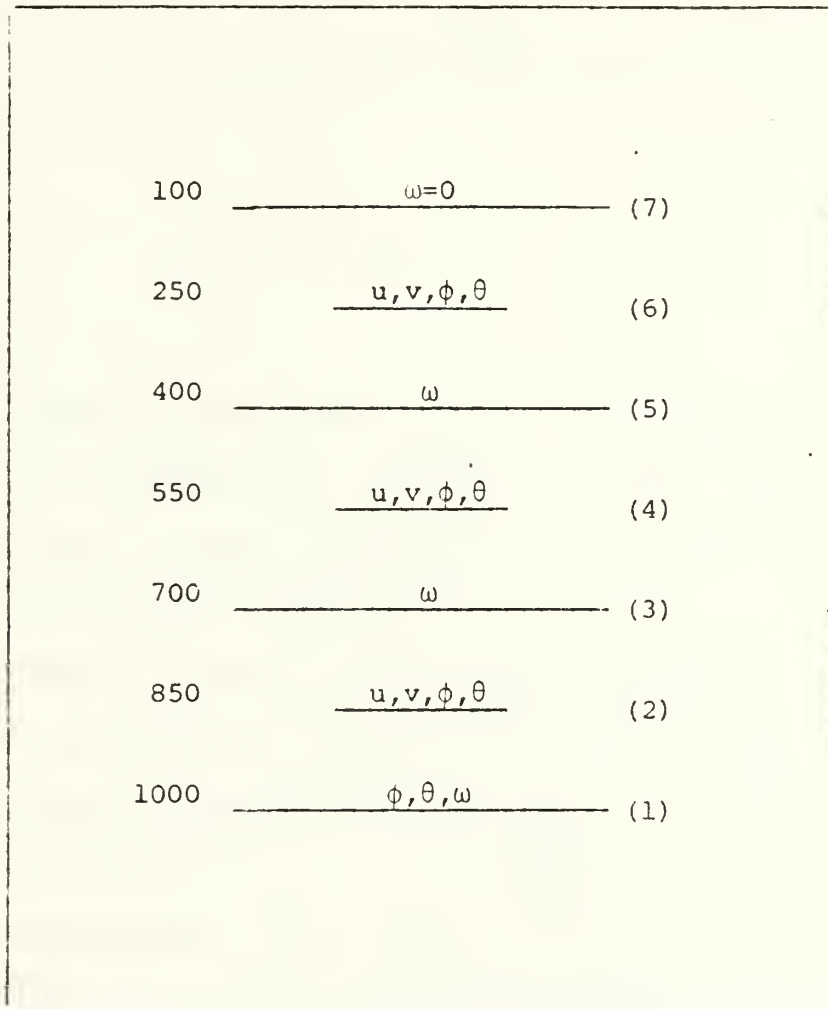 100 ω=0 (7)
250 u,v,ϕ,θ (6)
400 ω (5)
550 u,v,ϕ,θ (4)
700 ω (3)
850 u,v,ϕ,θ (2)
1000 ϕ,θ,ω (1)